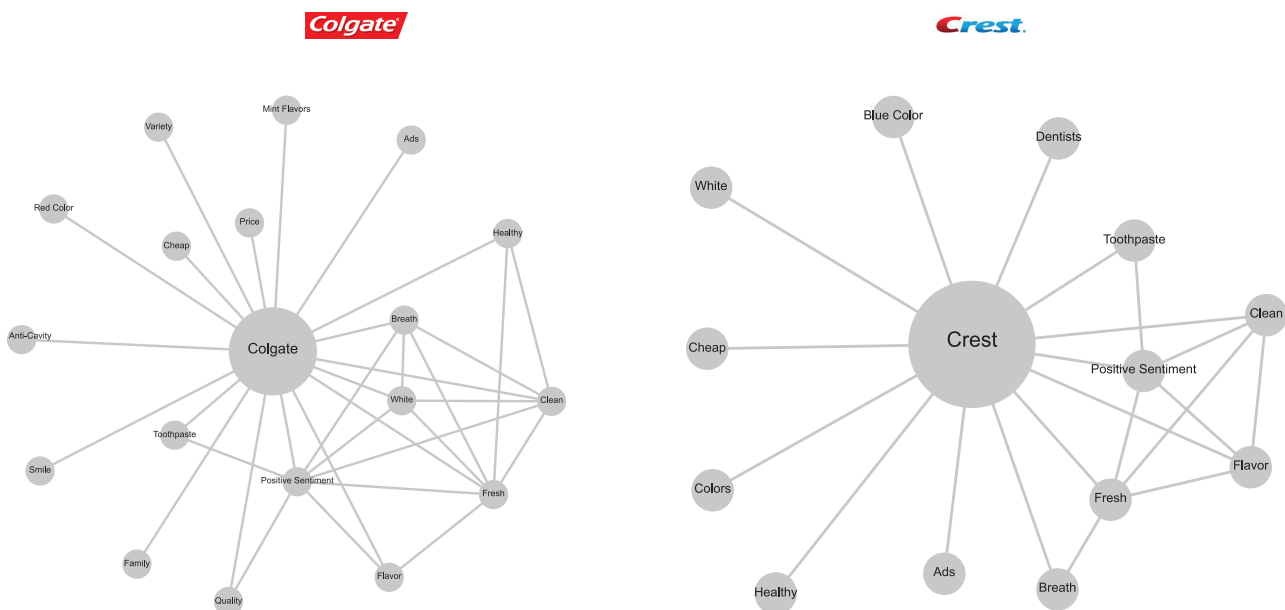 Colgate
Mint Flavors
Variety
Ads
Red Color
Price
Cheap
Healthy
Breath
Anti-Cavity
Colgate
White
Clean
Toothpaste
Smile
Positive Sentiment
Fresh
Family
Flavor
Quality
Crest.
Blue Color
Dentists
White
Toothpaste
Clean
Crest
Cheap
Positive Sentiment
Flavor
Colors
Fresh
Ads
Breath
Healthy